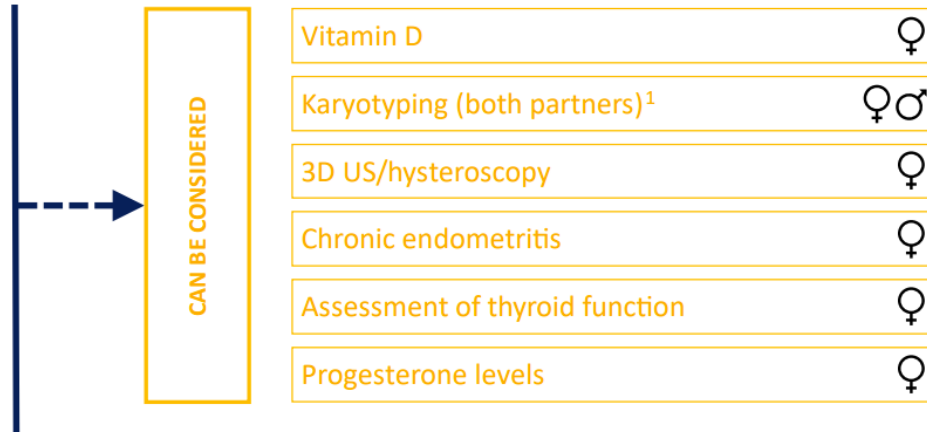 CAN BE CONSIDERED
Vitamin D ♀
Karyotyping (both partners)¹ ♀♂
3D US/hysteroscopy ♀
Chronic endometritis ♀
Assessment of thyroid function ♀
Progesterone levels ♀